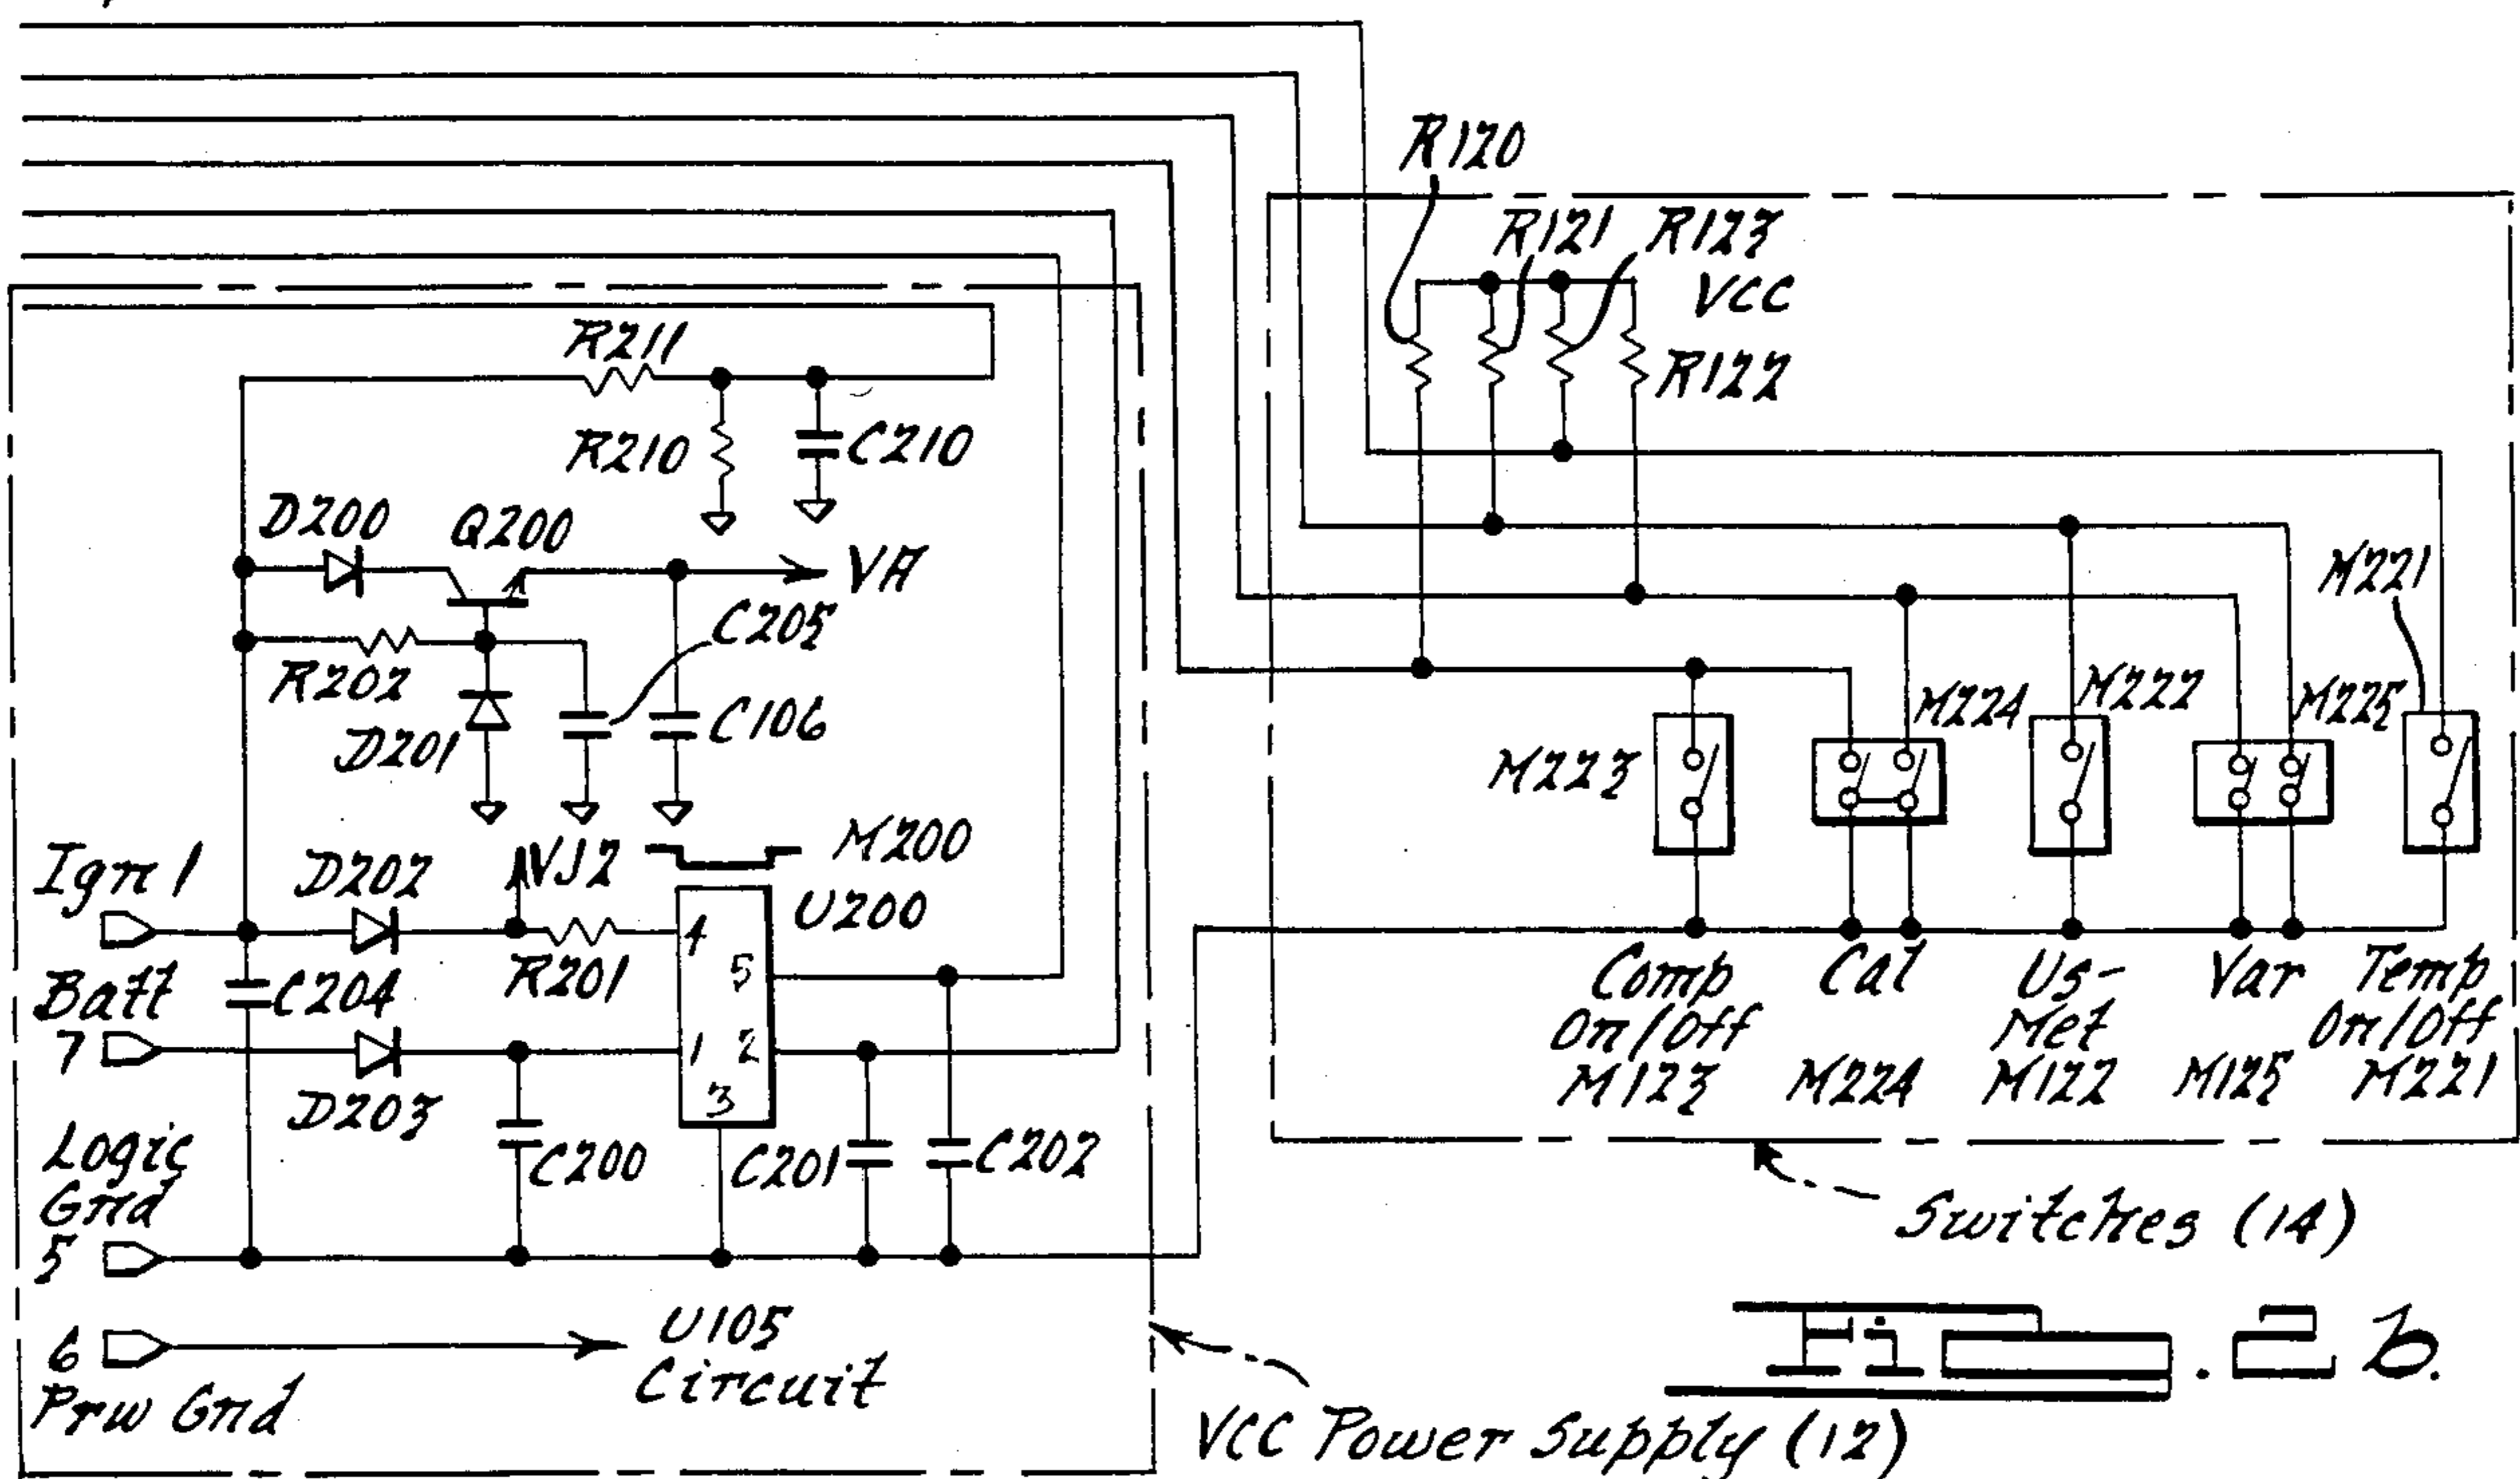 R120
R121
R123
VCC
R122
R211
R210
C210
D200
Q200
VA
C205
R202
D201
C106
M221
M224
M222
M225
M223
Ign 1
D202
VJ2
M200
U200
4
5
R201
Batt
7
C204
D203
1
2
3
C200
C201
C202
Logic
Gnd
5
6
Prw Gnd
U105
Circuit
Comp
On/Off
M123
Cal
M224
Us-
Met
M122
Var
M125
Temp
On/Off
M221
Switches (14)
VCC Power Supply (12)
Fig. 2b.